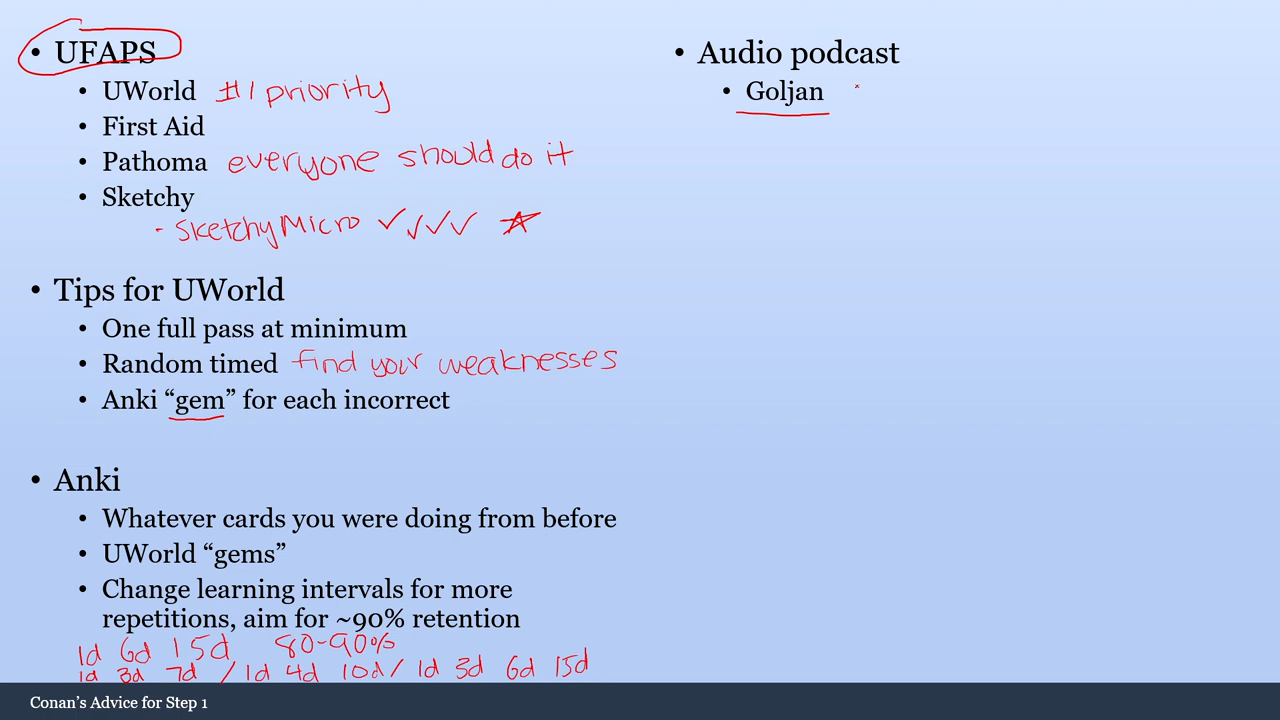 • UFAPS
• UWorld #1 priority
• First Aid
• Pathoma everyone should do it
• Sketchy
• SketchyMicro ✓✓✓✓ ☆
• Tips for UWorld
• One full pass at minimum
• Random timed find your weaknesses
• Anki “gem” for each incorrect
• Anki
• Whatever cards you were doing from before
• UWorld “gems”
• Change learning intervals for more
repetitions, aim for ~90% retention
1d 6d 15d 80-90%
1d 3d 7d / 1d 4d 10d / 1d 3d 6d 15d
• Audio podcast
• Goljan
Conan’s Advice for Step 1